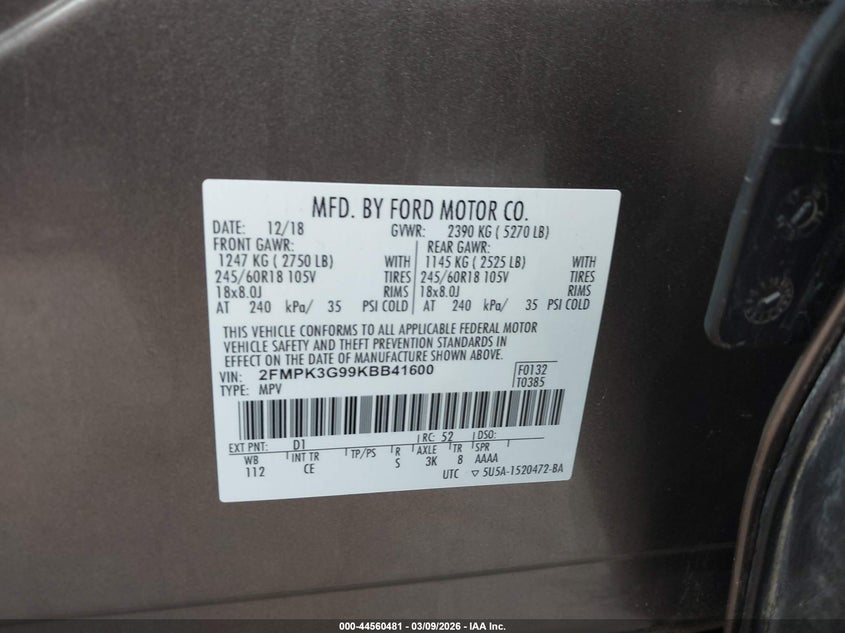 MFD. BY FORD MOTOR CO.
DATE: 12/18 GVWR: 2390 KG ( 5270 LB)
FRONT GAWR: REAR GAWR:
1247 KG ( 2750 LB) WITH 1145 KG ( 2525 LB) WITH
245/60R18 105V TIRES 245/60R18 105V TIRES
18x8.0J RIMS 18x8.0J RIMS
AT 240 kPa/ 35 PSI COLD AT 240 kPa/ 35 PSI COLD
THIS VEHICLE CONFORMS TO ALL APPLICABLE FEDERAL MOTOR
VEHICLE SAFETY AND THEFT PREVENTION STANDARDS IN
EFFECT ON THE DATE OF MANUFACTURE SHOWN ABOVE.
VIN: 2FMPK3G99KBB41600 F0132
TYPE: MPV T0385
EXT PNT: D1 RC: 52 DSO:
WB INT TR TP/PS R AXLE TR SPR
112 CE S 3K 8 AAAA
UTC ▽ 5U5A-1520472-BA
000-44560481 | 03/09/2026 - IAA Inc.